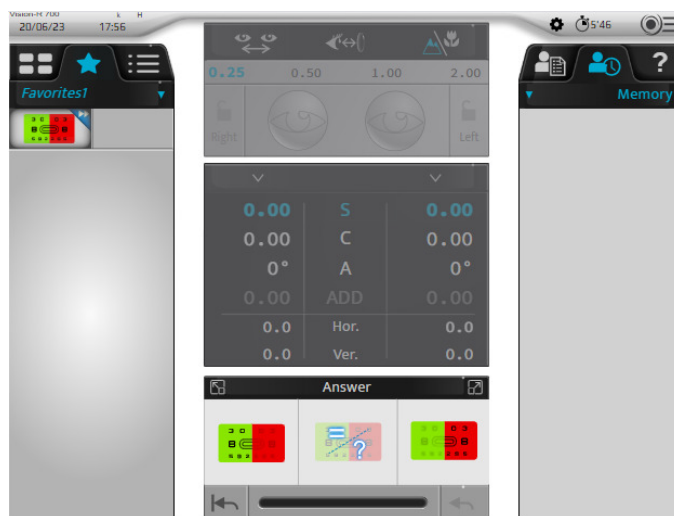 Vision-R 700
20/06/23 17:56
5'46
Favorites1
0.25 0.50 1.00 2.00
Right Left
0.00 S 0.00
0.00 C 0.00
0° A 0°
0.00 ADD 0.00
0.0 Hor. 0.0
0.0 Ver. 0.0
Answer
?
?
Memory